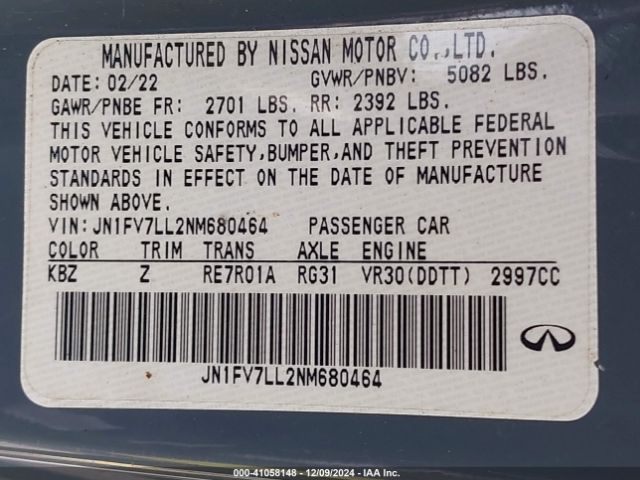 MANUFACTURED BY NISSAN MOTOR CO.,LTD.
DATE: 02/22 GVWR/PNBV: 5082 LBS.
GAWR/PNBE FR: 2701 LBS. RR: 2392 LBS.
THIS VEHICLE CONFORMS TO ALL APPLICABLE FEDERAL
MOTOR VEHICLE SAFETY,BUMPER,AND THEFT PREVENTION
STANDARDS IN EFFECT ON THE DATE OF MANUFACTURE
SHOWN ABOVE.
VIN:JN1FV7LL2NM680464 PASSENGER CAR
COLOR TRIM TRANS AXLE ENGINE
KBZ Z RE7R01A RG31 VR30(DDTT) 2997CC
JN1FV7LL2NM680464
000-41058148 - 12/09/2024 - IAA Inc.